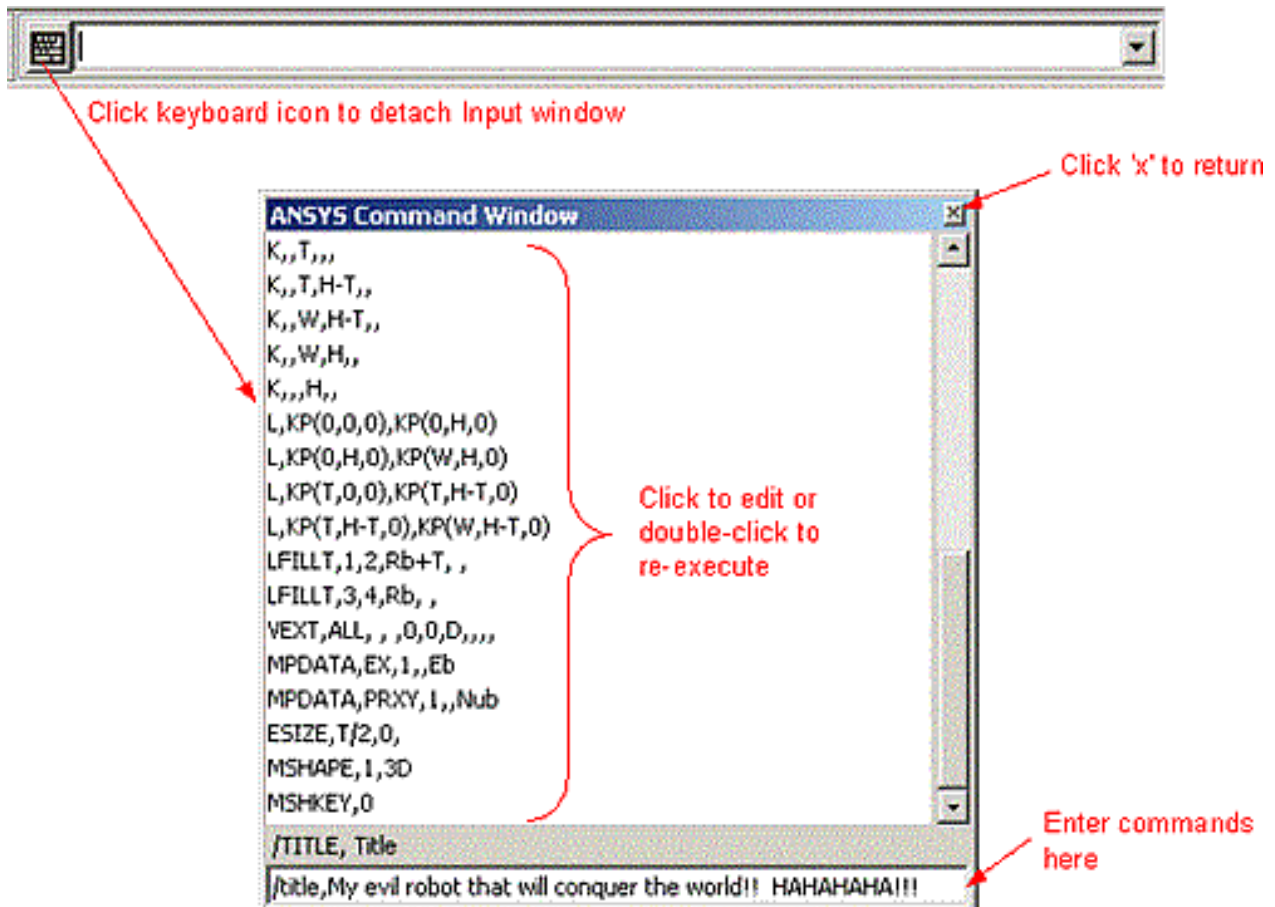 Click keyboard icon to detach Input window
Click 'x' to return
ANSYS Command Window
K,,T,,,
K,,T,H-T,,
K,,W,H-T,,
K,,W,H,,
K,,,H,,
L,KP(0,0,0),KP(0,H,0)
L,KP(0,H,0),KP(W,H,0)
L,KP(T,0,0),KP(T,H-T,0)
L,KP(T,H-T,0),KP(W,H-T,0)
LFILLT,1,2,Rb+T, ,
LFILLT,3,4,Rb, ,
VEXT,ALL, , ,0,0,D,,,,
MPDATA,EX,1,,Eb
MPDATA,PRXY,1,,Nub
ESIZE,T/2,0,
MSHAPE,1,3D
MSHKEY,0
Click to edit or
double-click to
re-execute
/TITLE, Title
/title,My evil robot that will conquer the world!!  HAHAHAHA!!!
Enter commands
here